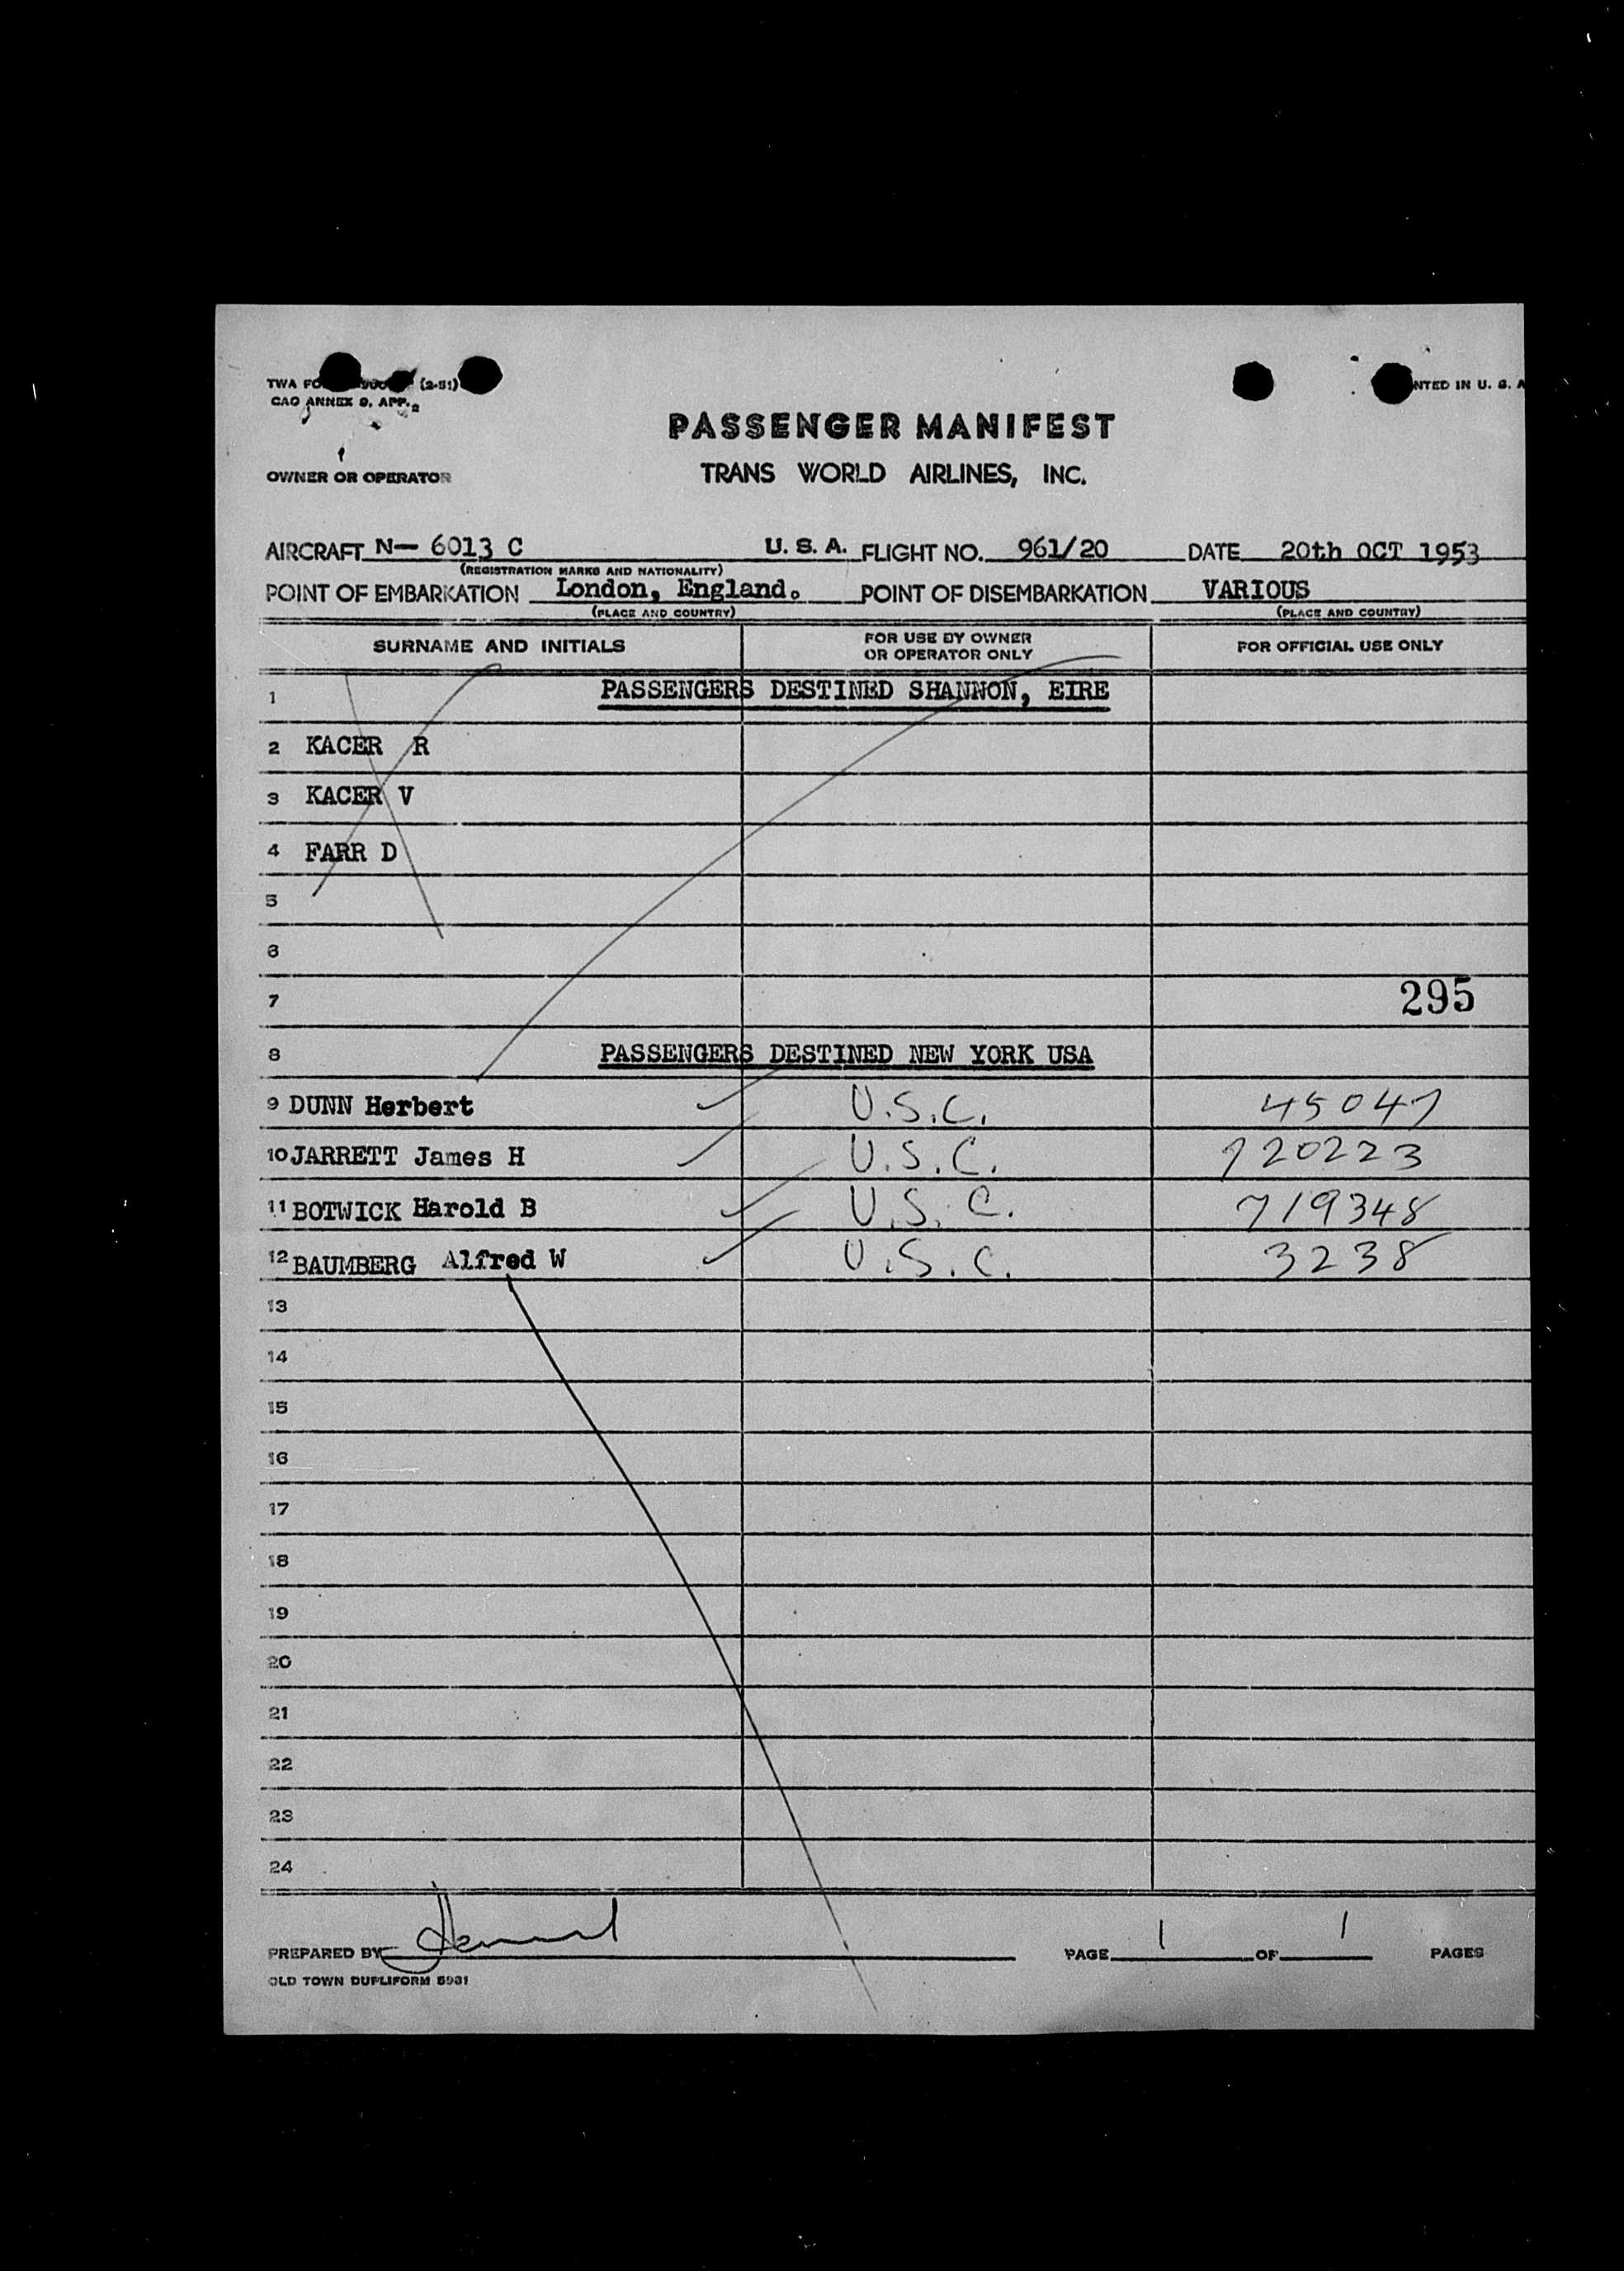 TWA FO (2-51)
CAO ANNEX 9, APP. 2
NTED IN U. S. A
PASSENGER MANIFEST
OWNER OR OPERATOR
TRANS WORLD AIRLINES, INC.
AIRCRAFT N— 6013 C U. S. A. FLIGHT NO. 961/20 DATE 20th OCT 1953
(REGISTRATION MARKS AND NATIONALITY)
POINT OF EMBARKATION London, England. POINT OF DISEMBARKATION VARIOUS
(PLACE AND COUNTRY) (PLACE AND COUNTRY)
SURNAME AND INITIALS FOR USE BY OWNER OR OPERATOR ONLY FOR OFFICIAL USE ONLY
1 PASSENGERS DESTINED SHANNON, EIRE
2 KACER R
3 KACER V
4 FARR D
5
6
7 295
8 PASSENGERS DESTINED NEW YORK USA
9 DUNN Herbert U.S.C. 45047
10 JARRETT James H U.S.C. 720223
11 BOTWICK Harold B U.S.C. 719348
12 BAUMBERG Alfred W U.S.C. 3238
13
14
15
16
17
18
19
20
21
22
23
24
PREPARED BY PAGE 1 OF 1 PAGES
OLD TOWN DUPLIFORM 5931